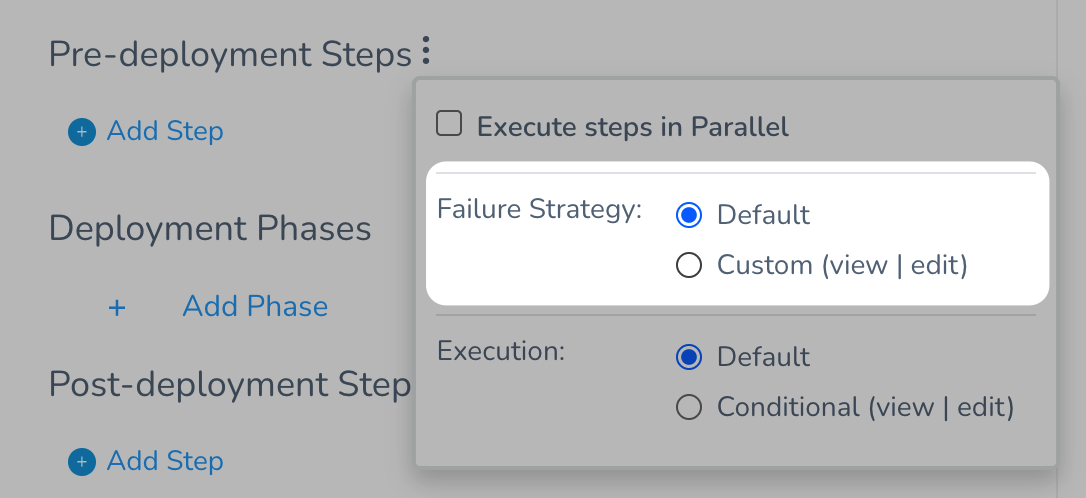 Pre-deployment Steps
Add Step
Execute steps in Parallel
Failure Strategy:
Default
Custom (view | edit)
Deployment Phases
+ Add Phase
Execution:
Default
Conditional (view | edit)
Post-deployment Step
Add Step